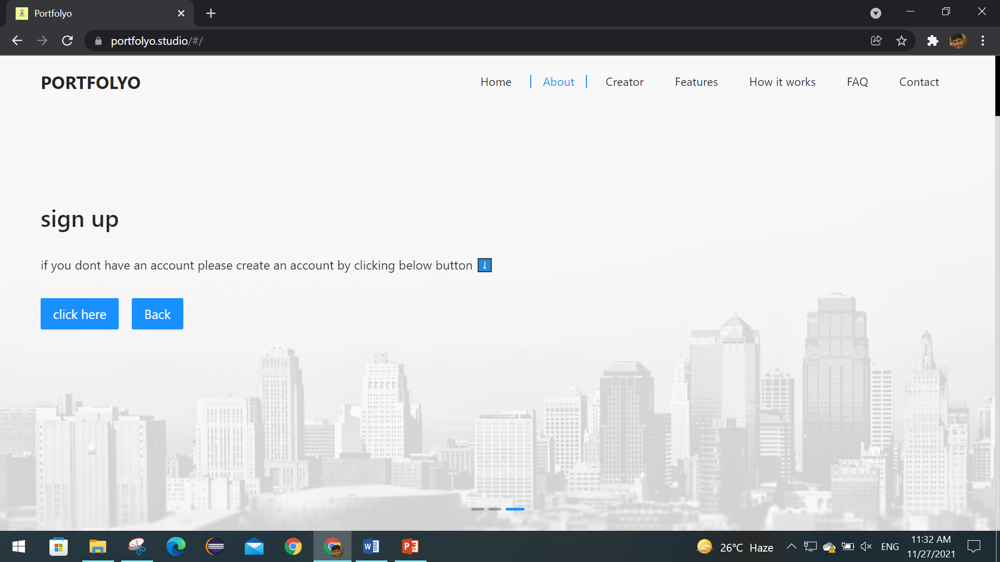 Portfolyo
portfolyo.studio/#/
PORTFOLYO
Home
About
Creator
Features
How it works
FAQ
Contact
sign up
if you dont have an account please create an account by clicking below button ⬇
click here
Back
26°C Haze
ENG
11:32 AM
11/27/2021